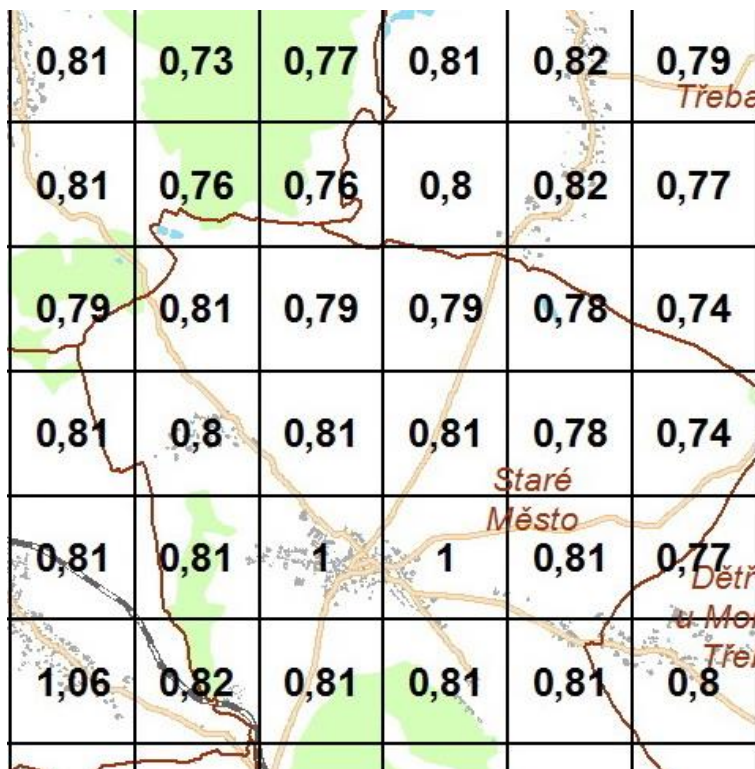 0,81 0,73 0,77 0,81 0,82 0,79
Třeba
0,81 0,76 0,76 0,8 0,82 0,77
0,79 0,81 0,79 0,79 0,78 0,74
0,81 0,8 0,81 0,81 0,78 0,74
Staré
Město
0,81 0,81 1 1 0,81 0,77
Dětř
u Mor
Třeb
1,06 0,82 0,81 0,81 0,81 0,8